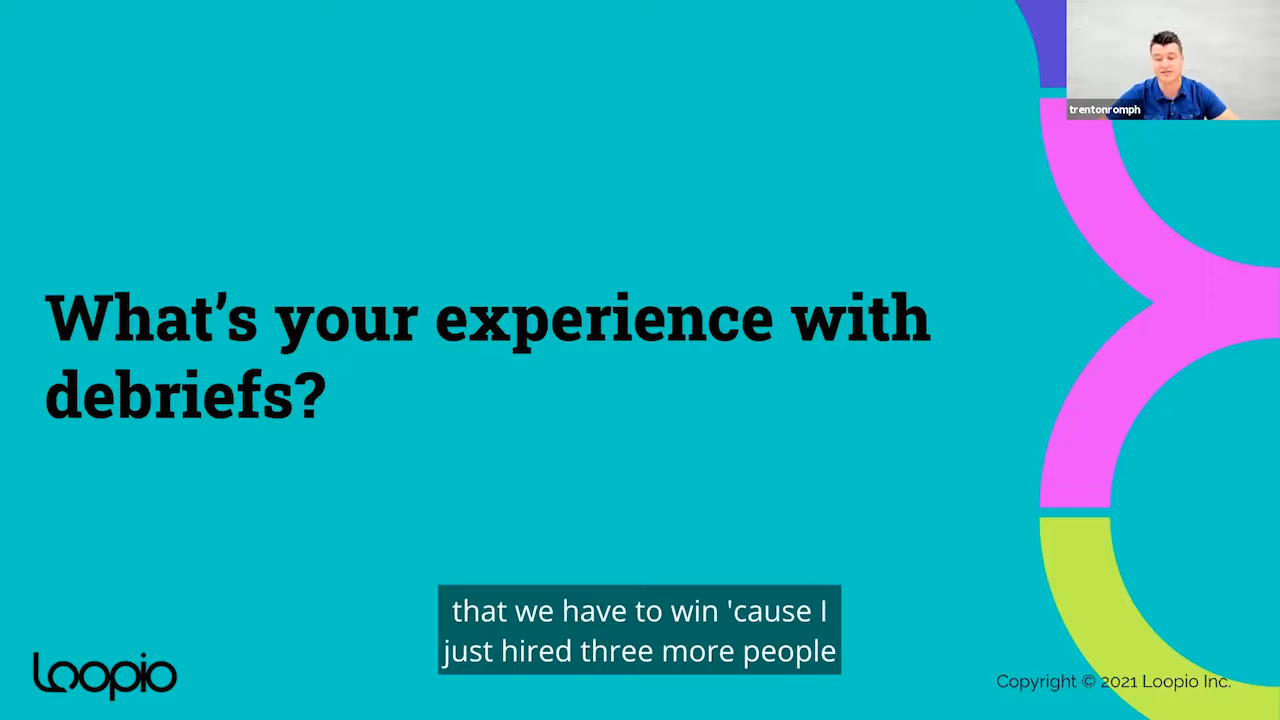 trentonromph
What's your experience with
debriefs?
that we have to win 'cause I
just hired three more people
Loopio
Copyright © 2021 Loopio Inc.